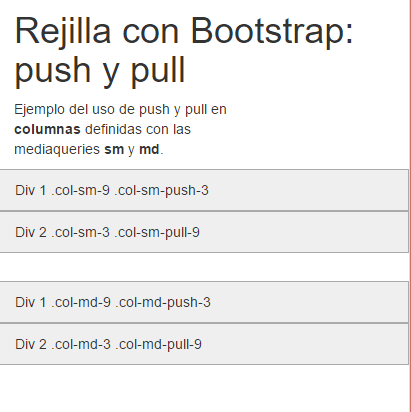 Rejilla con Bootstrap:
push y pull
Ejemplo del uso de push y pull en
columnas definidas con las
mediaqueries sm y md.
Div 1 .col-sm-9 .col-sm-push-3
Div 2 .col-sm-3 .col-sm-pull-9
Div 1 .col-md-9 .col-md-push-3
Div 2 .col-md-3 .col-md-pull-9